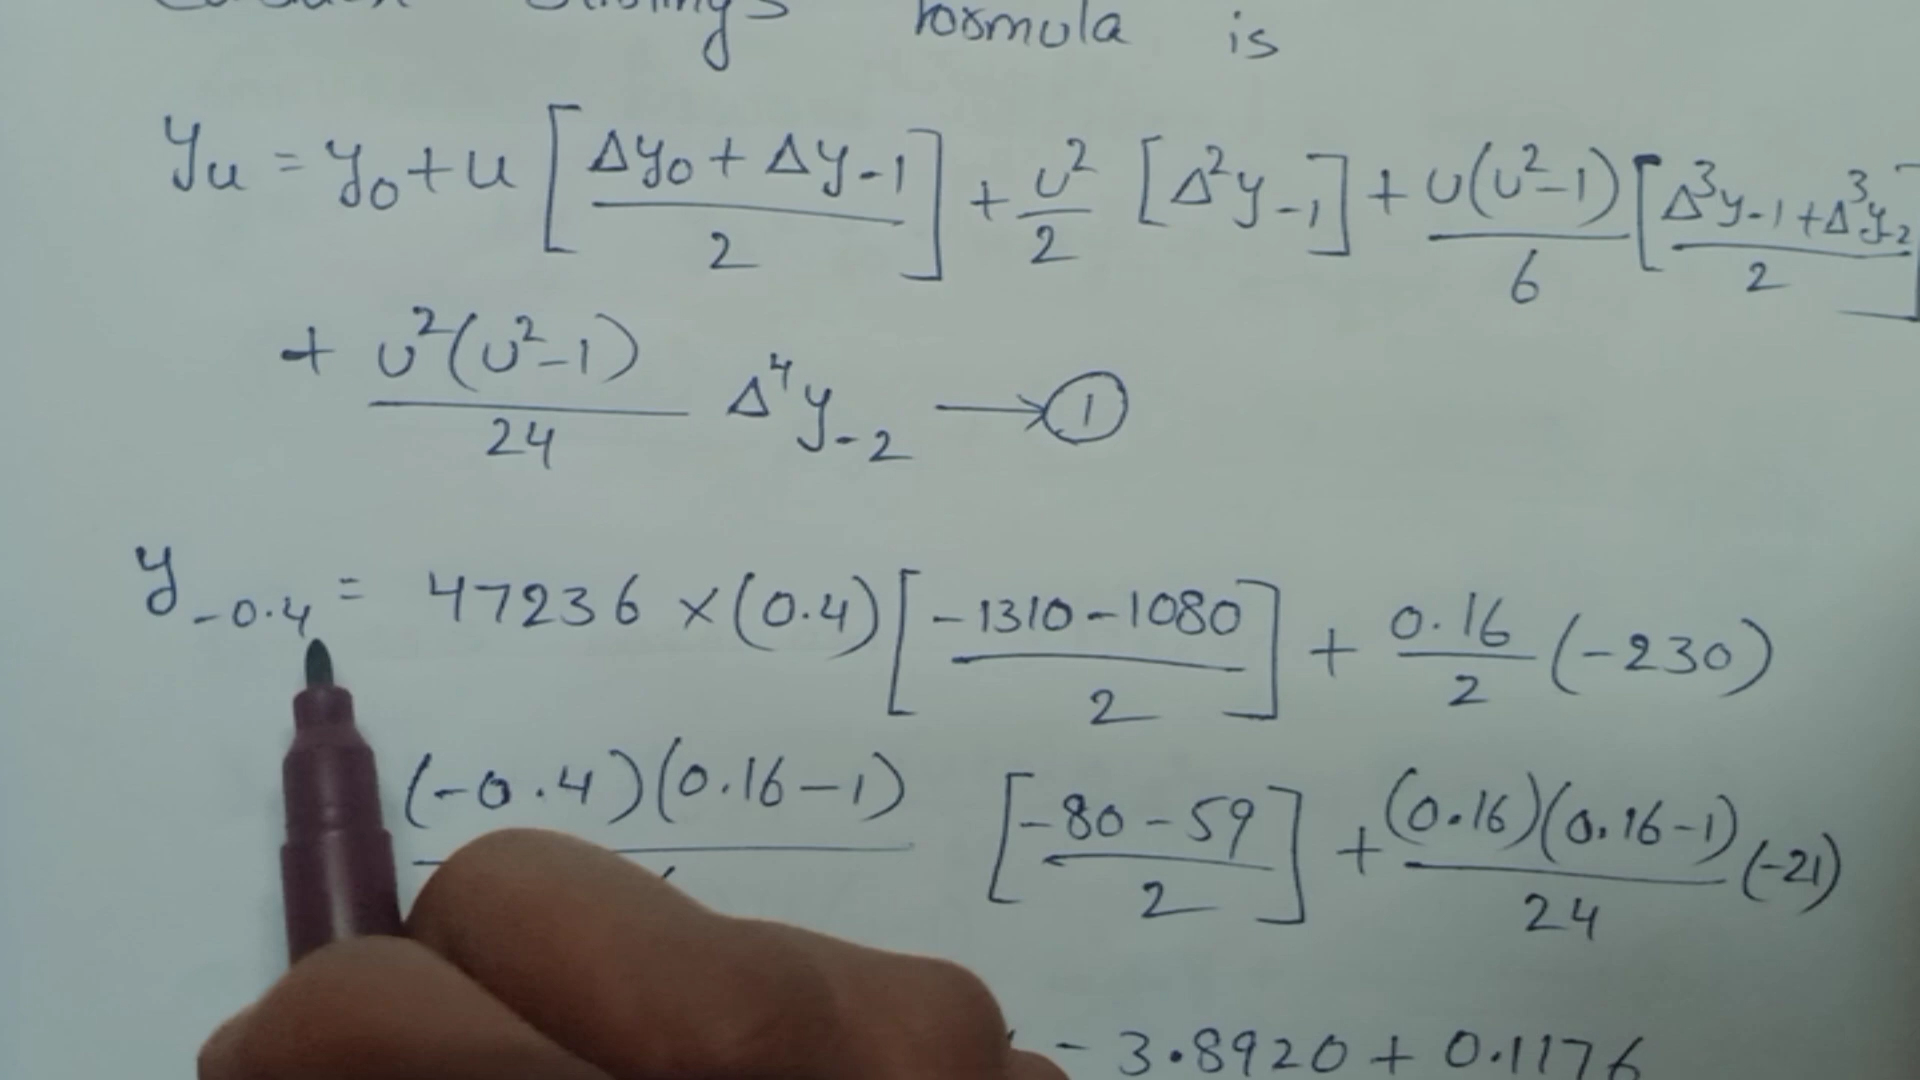 formula is
yu = y0 + u [Δy0 + Δy-1 / 2] + u²/2 [Δ²y-1] + u(u²-1)/6 [Δ³y-1 + Δ³y-2 / 2]
+ u²(u²-1)/24 Δ⁴y-2 → ①
y-0.4 = 47236 × (0.4) [-1310-1080 / 2] + 0.16/2 (-230)
(-0.4)(0.16-1) [-80-59 / 2] + (0.16)(0.16-1)/24 (-21)
- 3.8920 + 0.1176